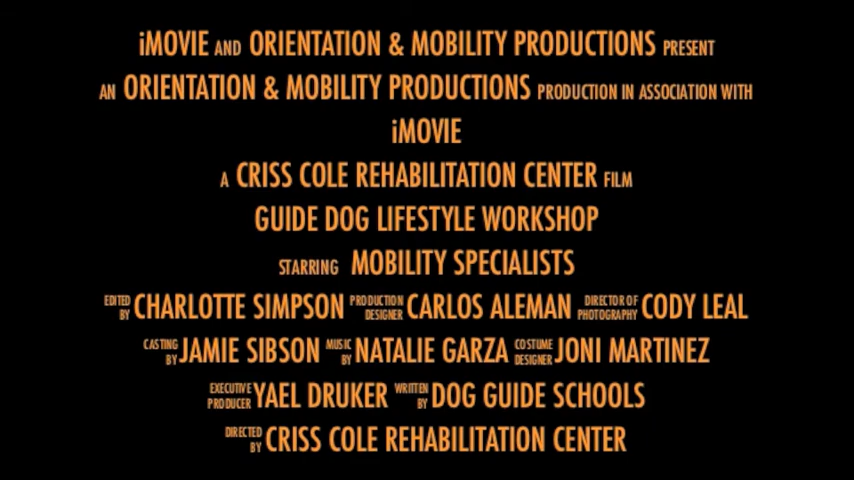 iMOVIE AND ORIENTATION & MOBILITY PRODUCTIONS PRESENT
AN ORIENTATION & MOBILITY PRODUCTIONS PRODUCTION IN ASSOCIATION WITH
iMOVIE
A CRISS COLE REHABILITATION CENTER FILM
GUIDE DOG LIFESTYLE WORKSHOP
STARRING MOBILITY SPECIALISTS
EDITED BY CHARLOTTE SIMPSON PRODUCTION DESIGNER CARLOS ALEMAN DIRECTOR OF PHOTOGRAPHY CODY LEAL
CASTING BY JAMIE SIBSON MUSIC BY NATALIE GARZA COSTUME DESIGNER JONI MARTINEZ
EXECUTIVE PRODUCER YAEL DRUKER WRITTEN BY DOG GUIDE SCHOOLS
DIRECTED BY CRISS COLE REHABILITATION CENTER